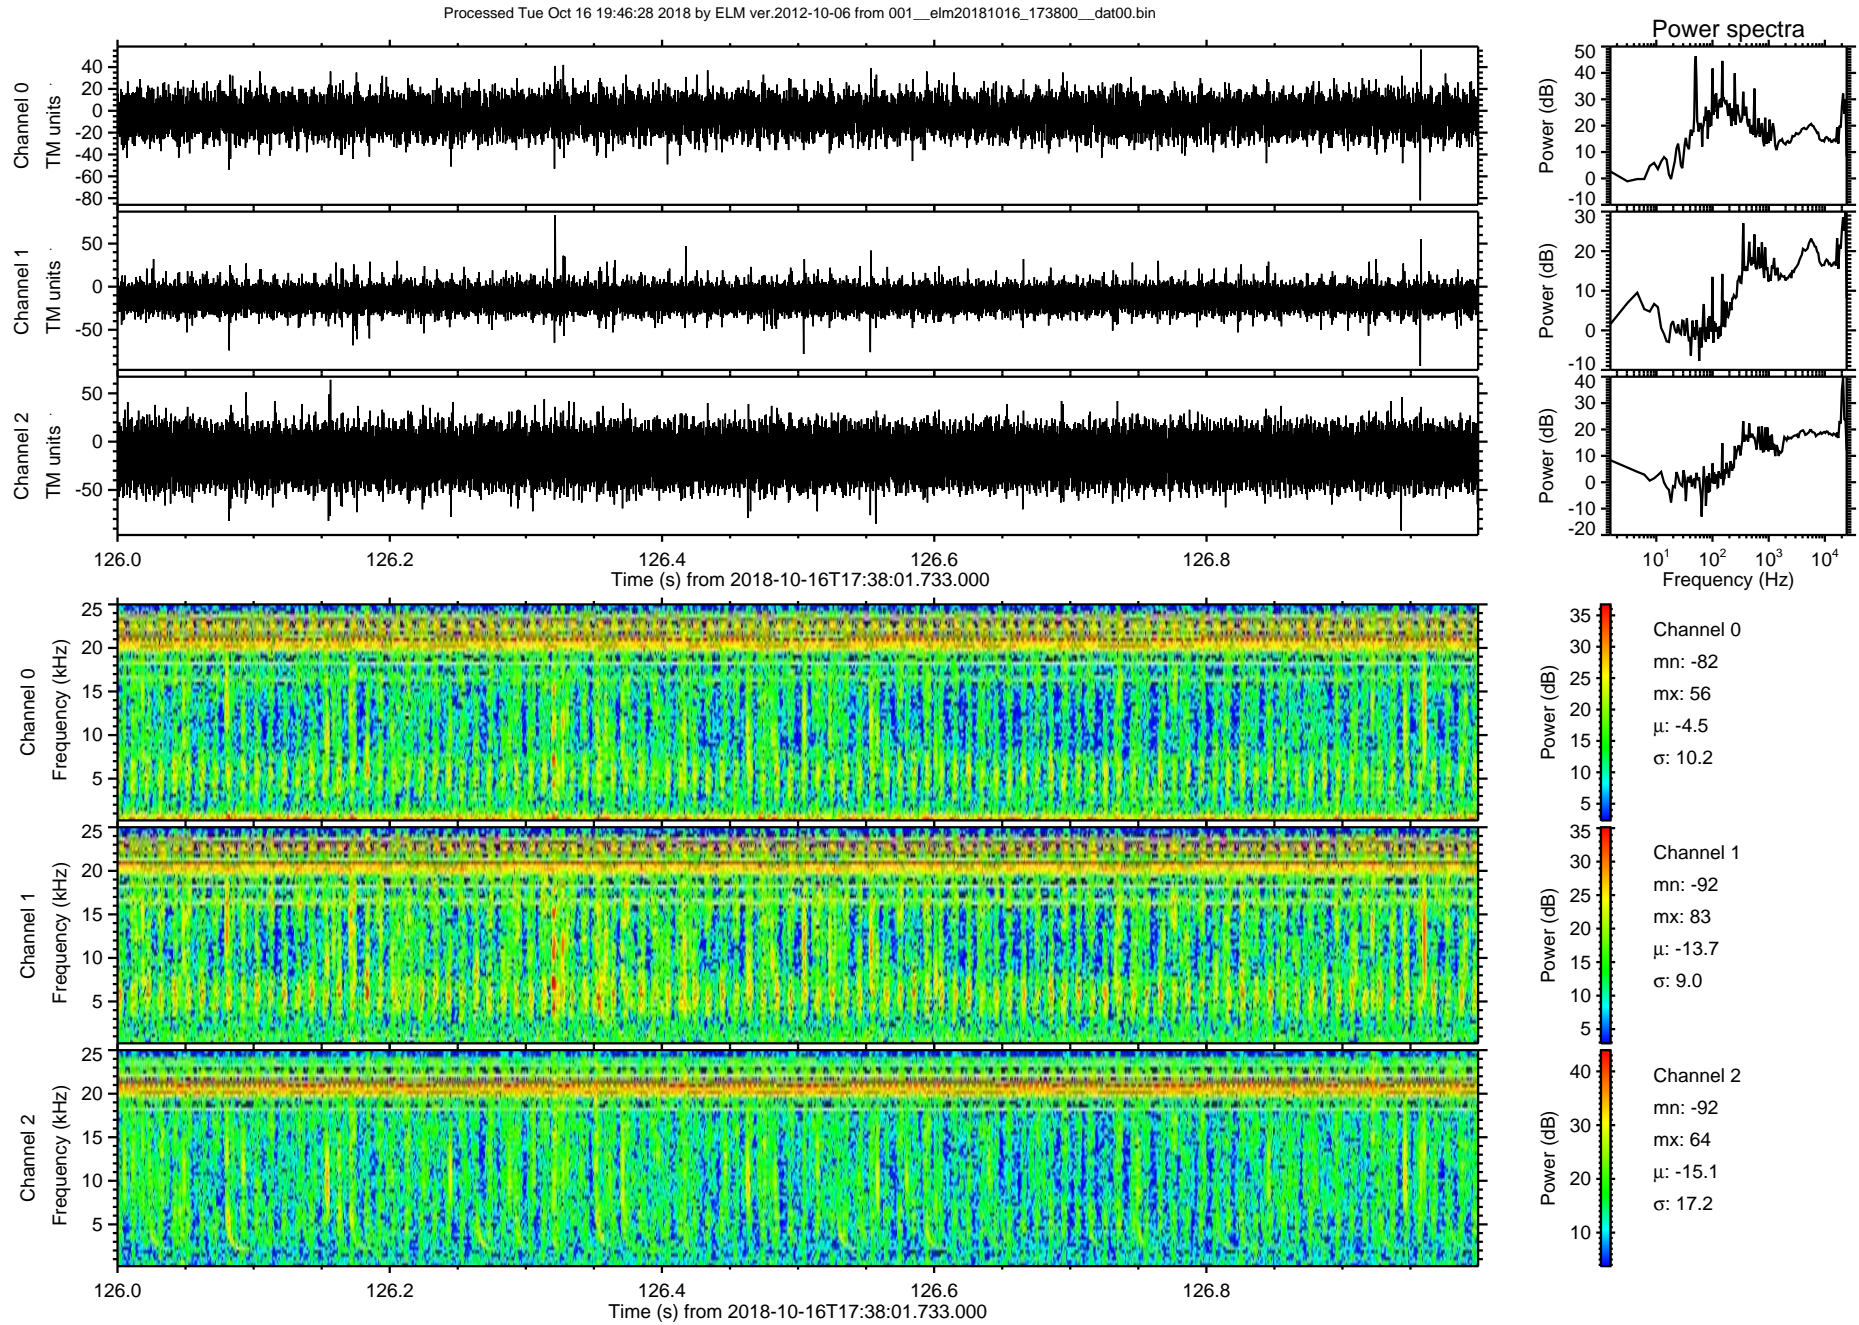 Processed Tue Oct 16 19:46:28 2018 by ELM ver.2012-10-06 from 001__elm20181016_173800__dat00.bin
Power spectra
Channel 0
TM units
40
20
0
-20
-40
-60
-80
Power (dB)
50
40
30
20
10
0
-10
Channel 1
TM units
50
0
-50
Power (dB)
30
20
10
0
-10
Channel 2
TM units
50
0
-50
Power (dB)
40
30
20
10
0
-10
-20
126.0 126.2 126.4 126.6 126.8
Time (s) from 2018-10-16T17:38:01.733.000
10¹ 10² 10³ 10⁴
Frequency (Hz)
Channel 0
Frequency (kHz)
25
20
15
10
5
Power (dB)
35
30
25
20
15
10
5
Channel 0
mn: -82
mx: 56
µ: -4.5
σ: 10.2
Channel 1
Frequency (kHz)
25
20
15
10
5
Power (dB)
35
30
25
20
15
10
5
Channel 1
mn: -92
mx: 83
µ: -13.7
σ: 9.0
Channel 2
Frequency (kHz)
25
20
15
10
5
Power (dB)
40
30
20
10
Channel 2
mn: -92
mx: 64
µ: -15.1
σ: 17.2
126.0 126.2 126.4 126.6 126.8
Time (s) from 2018-10-16T17:38:01.733.000